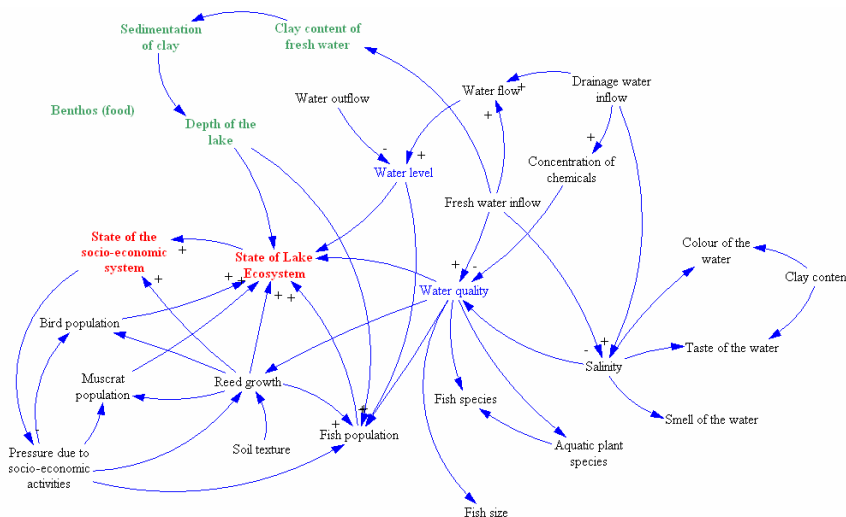 Sedimentation
of clay
Clay content of
fresh water
Benthos (food)
Depth of the
lake
Water outflow
Water flow
Drainage water
inflow
+
+
+
-
+
Water level
Concentration of
chemicals
Fresh water inflow
State of the
socio-economic
system
+
+
State of Lake
Ecosystem
+
+
+
+
+
-
Water quality
Colour of the
water
Clay conten
Bird population
Muscrat
population
Reed growth
+
-
Salinity
Taste of the water
Fish species
Smell of the water
-
Pressure due to
socio-economic
activities
Soil texture
+
+
Fish population
Aquatic plant
species
Fish size